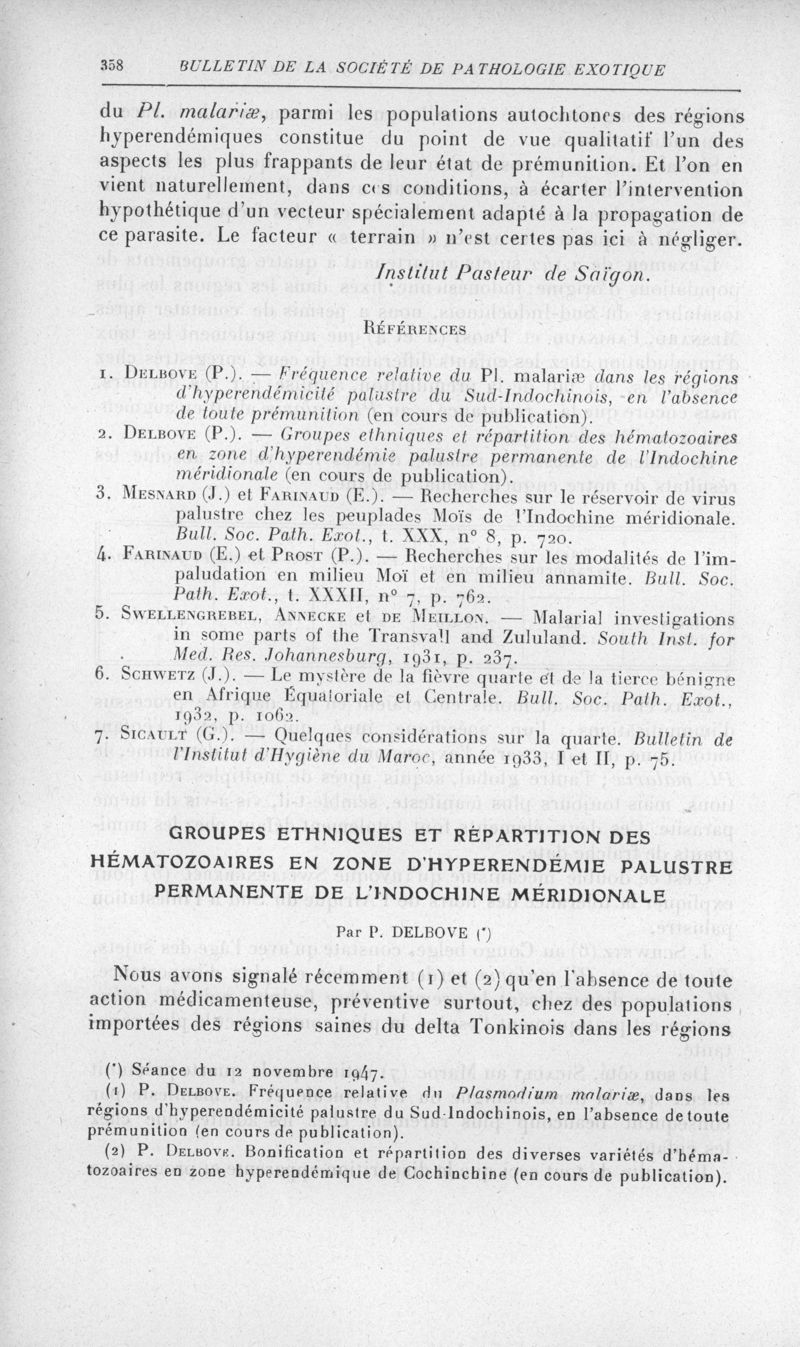 358 BULLETIN DE LA SOCIÉTÉ DE PATHOLOGIE EXOTIQUE
du Pl. malariæ, parmi les populations autochtones des régions
hyperendémiques constitue du point de vue qualitatif l'un des
aspects les plus frappants de leur état de prémunition. Et l'on en
vient naturellement, dans ces conditions, à écarter l'intervention
hypothétique d'un vecteur spécialement adapté à la propagation de
ce parasite. Le facteur « terrain » n'est certes pas ici à négliger.
Institut Pasteur de Saïgon.
RÉFÉRENCES
1. DELBOVE (P.). — Fréquence relative du Pl. malariæ dans les régions
d'hyperendémicité palustre du Sud-Indochinois, en l'absence
de toute prémunition (en cours de publication).
2. DELBOVE (P.). — Groupes ethniques et répartition des hématozoaires
en zone d'hyperendémie palustre permanente de l'Indochine
méridionale (en cours de publication).
3. MESNARD (J.) et FARINAUD (E.). — Recherches sur le réservoir de virus
palustre chez les peuplades Moïs de l'Indochine méridionale.
Bull. Soc. Path. Exot., t. XXX, n° 8, p. 720.
4. FARINAUD (E.) et PROST (P.). — Recherches sur les modalités de l'im-
paludation en milieu Moï et en milieu annamite. Bull. Soc.
Path. Exot., t. XXXII, n° 7, p. 762.
5. SWELLENGREBEL, ANNECKE et DE MEILLON. — Malarial investigations
in some parts of the Transvall and Zululand. South Inst. for
Med. Res. Johannesburg, 1931, p. 237.
6. SCHWETZ (J.). — Le mystère de la fièvre quarte et de la tierce bénigne
en Afrique Équatoriale et Centrale. Bull. Soc. Path. Exot.,
1932, p. 1062.
7. SICAULT (G.). — Quelques considérations sur la quarte. Bulletin de
l'Institut d'Hygiène du Maroc, année 1933, I et II, p. 75.
GROUPES ETHNIQUES ET RÉPARTITION DES
HÉMATOZOAIRES EN ZONE D'HYPERENDÉMIE PALUSTRE
PERMANENTE DE L'INDOCHINE MÉRIDIONALE
Par P. DELBOVE (*)
Nous avons signalé récemment (1) et (2) qu'en l'absence de toute
action médicamenteuse, préventive surtout, chez des populations
importées des régions saines du delta Tonkinois dans les régions
(*) Séance du 12 novembre 1947.
(1) P. DELBOVE. Fréquence relative du Plasmodium malariæ, dans les
régions d'hyperendémicité palustre du Sud-Indochinois, en l'absence de toute
prémunition (en cours de publication).
(2) P. DELBOVE. Bonification et répartition des diverses variétés d'héma-
tozoaires en zone hyperendémique de Cochinchine (en cours de publication).